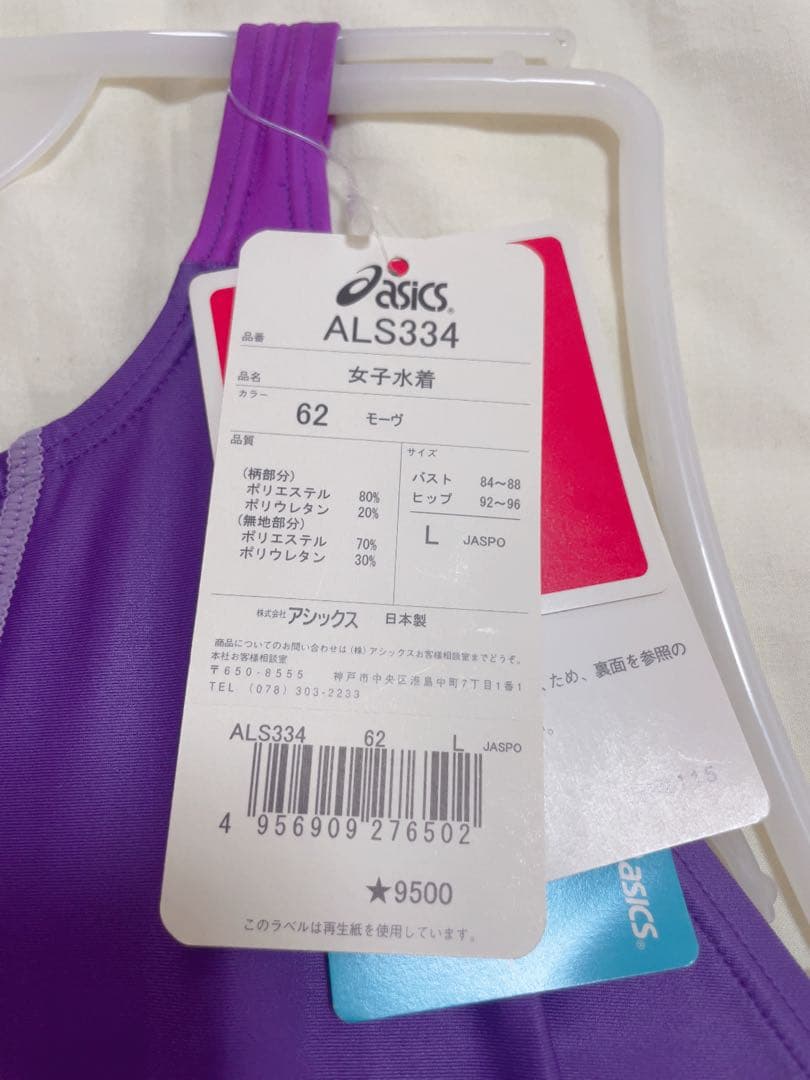 asics®
品番 ALS334
品名 女子水着
カラー 62 モーヴ
品質
(柄部分)
ポリエステル 80%
ポリウレタン 20%
(無地部分)
ポリエステル 70%
ポリウレタン 30%
サイズ
バスト 84～88
ヒップ 92～96
L JASPO
株式会社アシックス 日本製
商品についてのお問い合わせは(株)アシックスお客様相談室までどうぞ。
本社お客様相談室
〒650-8555 神戸市中央区港島中町7丁目1番1
TEL (078) 303-2233
ALS334 62 L JASPO
4 956909 276502
★9500
このラベルは再生紙を使用しています。
ため、裏面を参照の
115
asics®